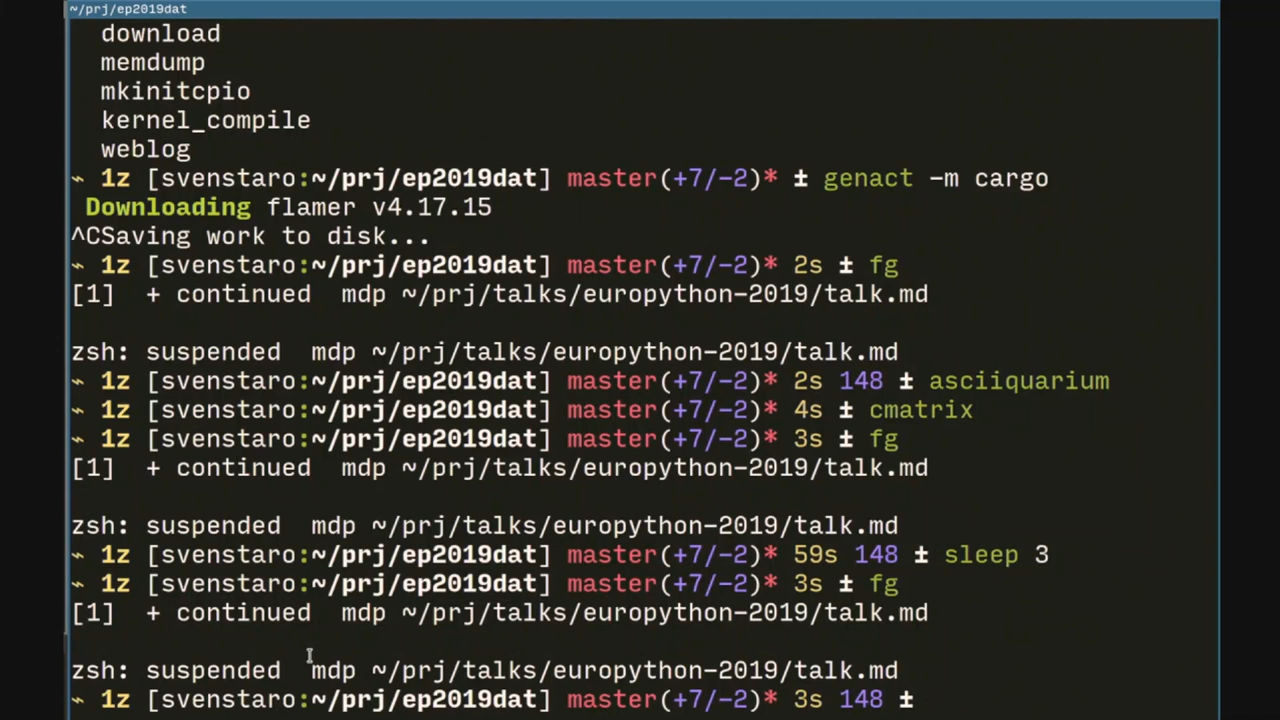 ~/prj/ep2019dat
download
memdump
mkinitcpio
kernel_compile
weblog
~ 1z [svenstaro:~/prj/ep2019dat] master(+7/-2)* ± genact -m cargo
Downloading flamer v4.17.15
^CSaving work to disk...
~ 1z [svenstaro:~/prj/ep2019dat] master(+7/-2)* 2s ± fg
[1]  + continued  mdp ~/prj/talks/europython-2019/talk.md
zsh: suspended  mdp ~/prj/talks/europython-2019/talk.md
~ 1z [svenstaro:~/prj/ep2019dat] master(+7/-2)* 2s 148 ± asciiquarium
~ 1z [svenstaro:~/prj/ep2019dat] master(+7/-2)* 4s ± cmatrix
~ 1z [svenstaro:~/prj/ep2019dat] master(+7/-2)* 3s ± fg
[1]  + continued  mdp ~/prj/talks/europython-2019/talk.md
zsh: suspended  mdp ~/prj/talks/europython-2019/talk.md
~ 1z [svenstaro:~/prj/ep2019dat] master(+7/-2)* 59s 148 ± sleep 3
~ 1z [svenstaro:~/prj/ep2019dat] master(+7/-2)* 3s ± fg
[1]  + continued  mdp ~/prj/talks/europython-2019/talk.md
zsh: suspended  mdp ~/prj/talks/europython-2019/talk.md
~ 1z [svenstaro:~/prj/ep2019dat] master(+7/-2)* 3s 148 ±